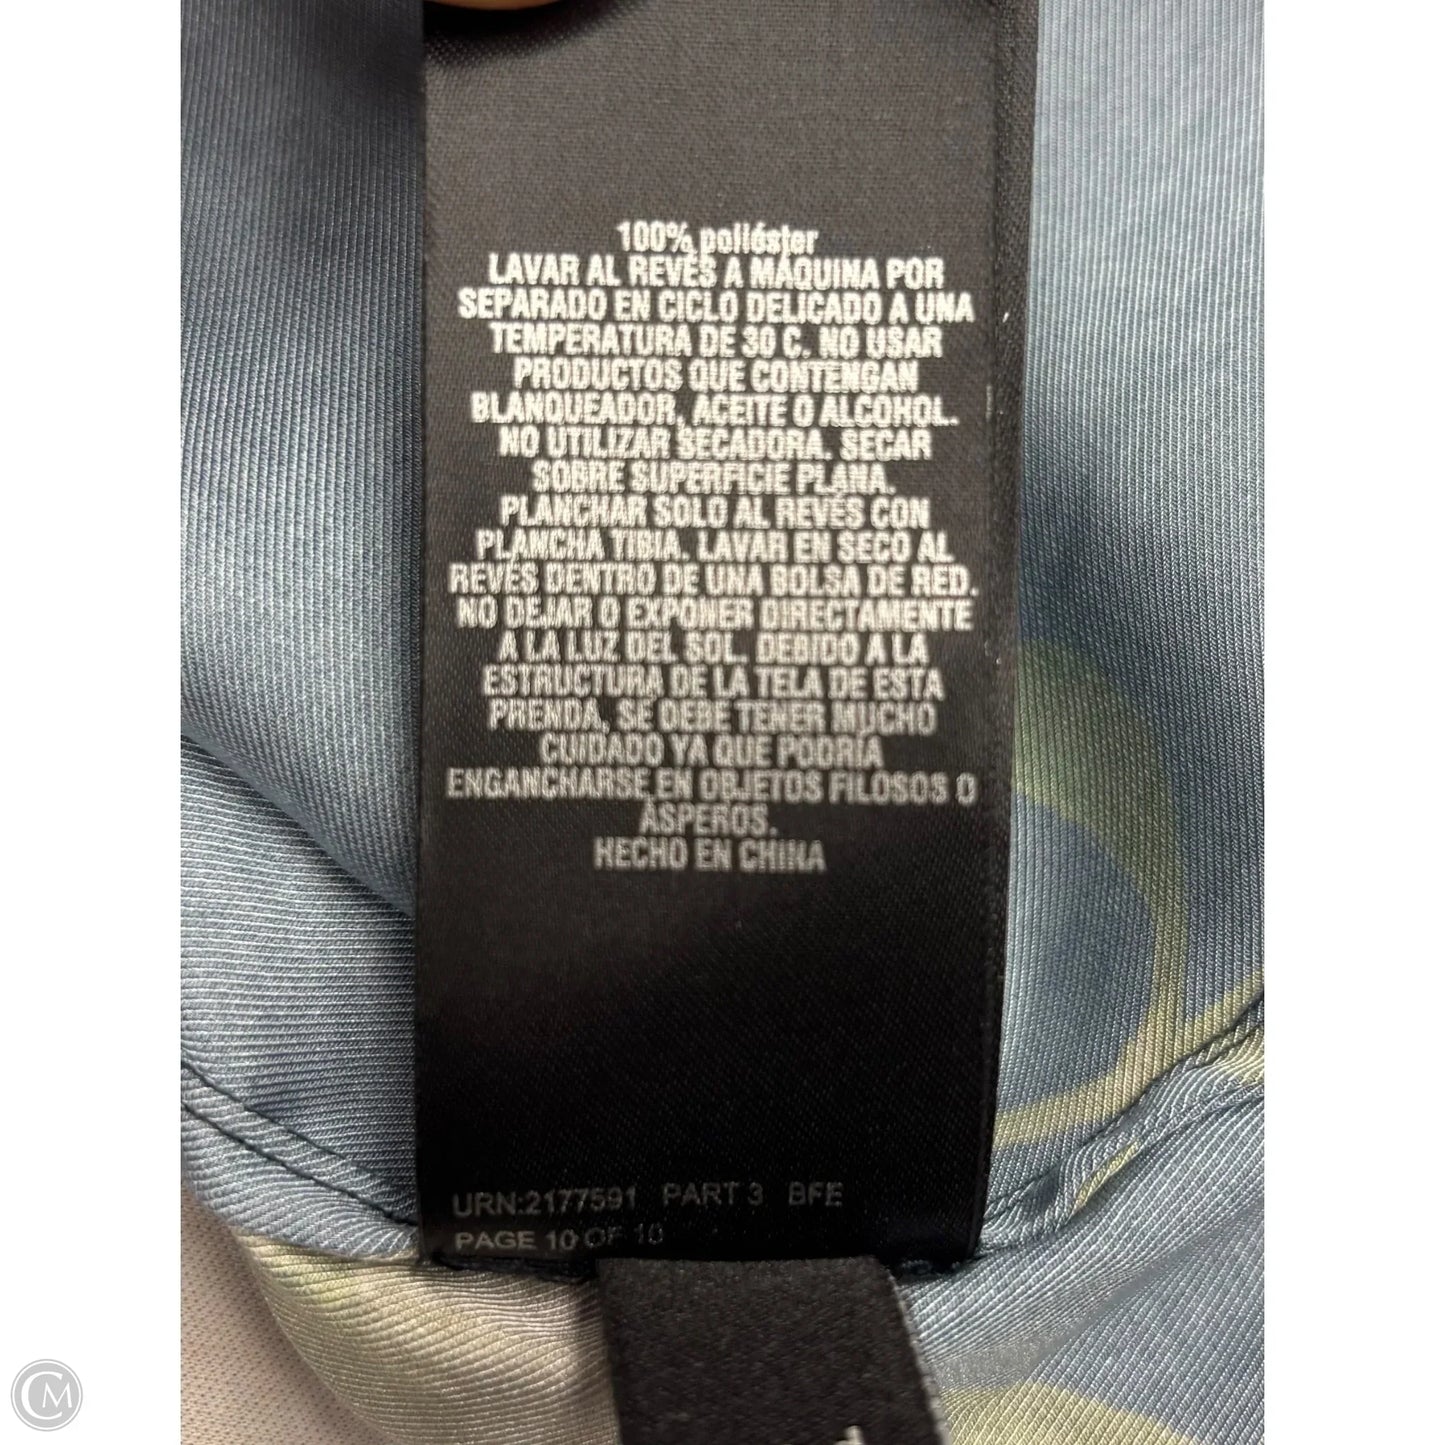 100% poliéster
LAVAR AL REVÉS A MÁQUINA POR
SEPARADO EN CICLO DELICADO A UNA
TEMPERATURA DE 30 C. NO USAR
PRODUCTOS QUE CONTENGAN
BLANQUEADOR, ACEITE O ALCOHOL.
NO UTILIZAR SECADORA. SECAR
SOBRE SUPERFICIE PLANA.
PLANCHAR SOLO AL REVÉS CON
PLANCHA TIBIA. LAVAR EN SECO AL
REVÉS DENTRO DE UNA BOLSA DE RED.
NO DEJAR O EXPONER DIRECTAMENTE
A LA LUZ DEL SOL. DEBIDO A LA
ESTRUCTURA DE LA TELA DE ESTA
PRENDA, SE DEBE TENER MUCHO
CUIDADO YA QUE PODRÍA
ENGANCHARSE EN OBJETOS FILOSOS O
ÁSPEROS.
HECHO EN CHINA
URN:2177591 PART 3 BFE
PAGE 10 OF 10
CM